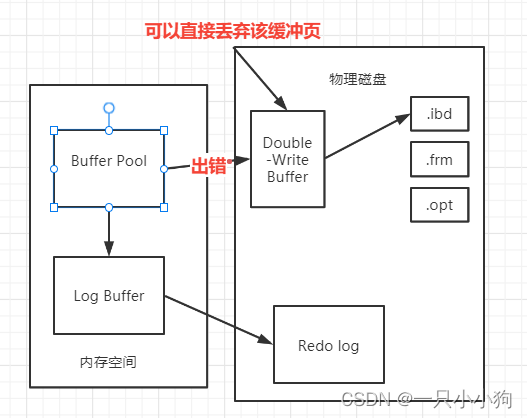 可以直接丢弃该缓冲页
物理磁盘
Buffer Pool
出错
Double
-Write
Buffer
.ibd
.frm
.opt
Log Buffer
Redo log
内存空间
CSDN @一只小小狗